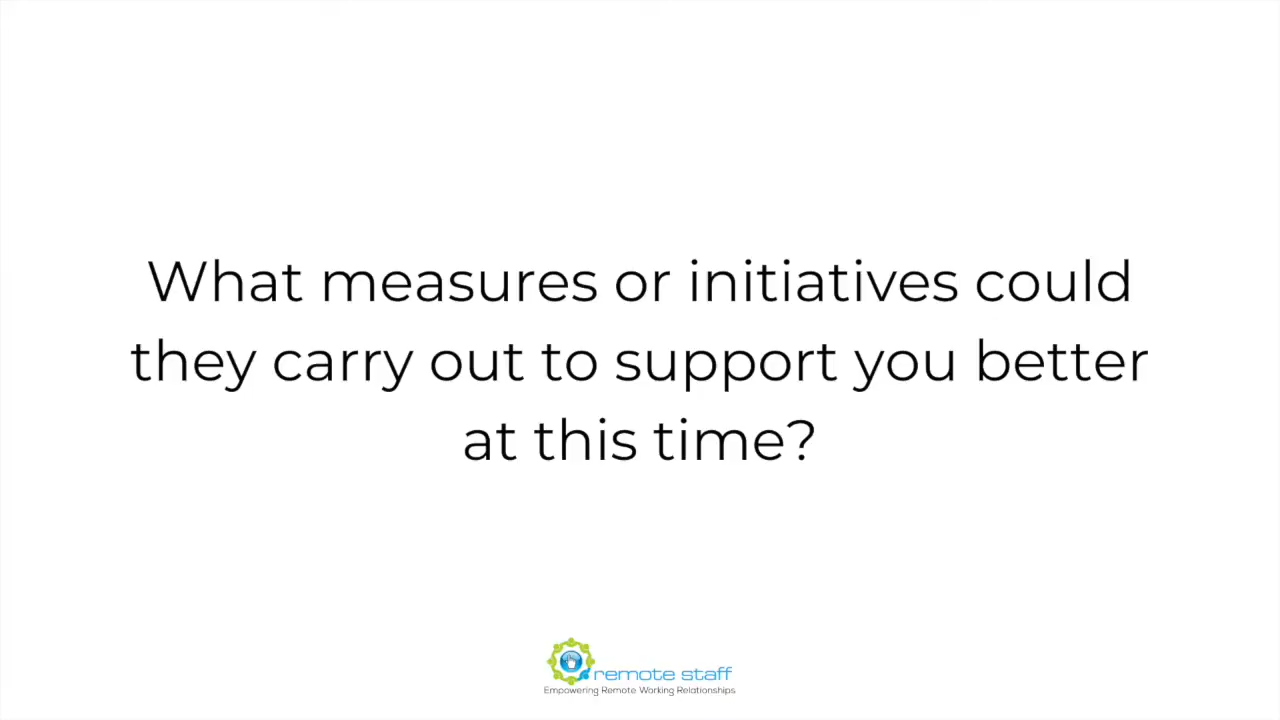 What measures or initiatives could
they carry out to support you better
at this time?
remote staff
Empowering Remote Working Relationships